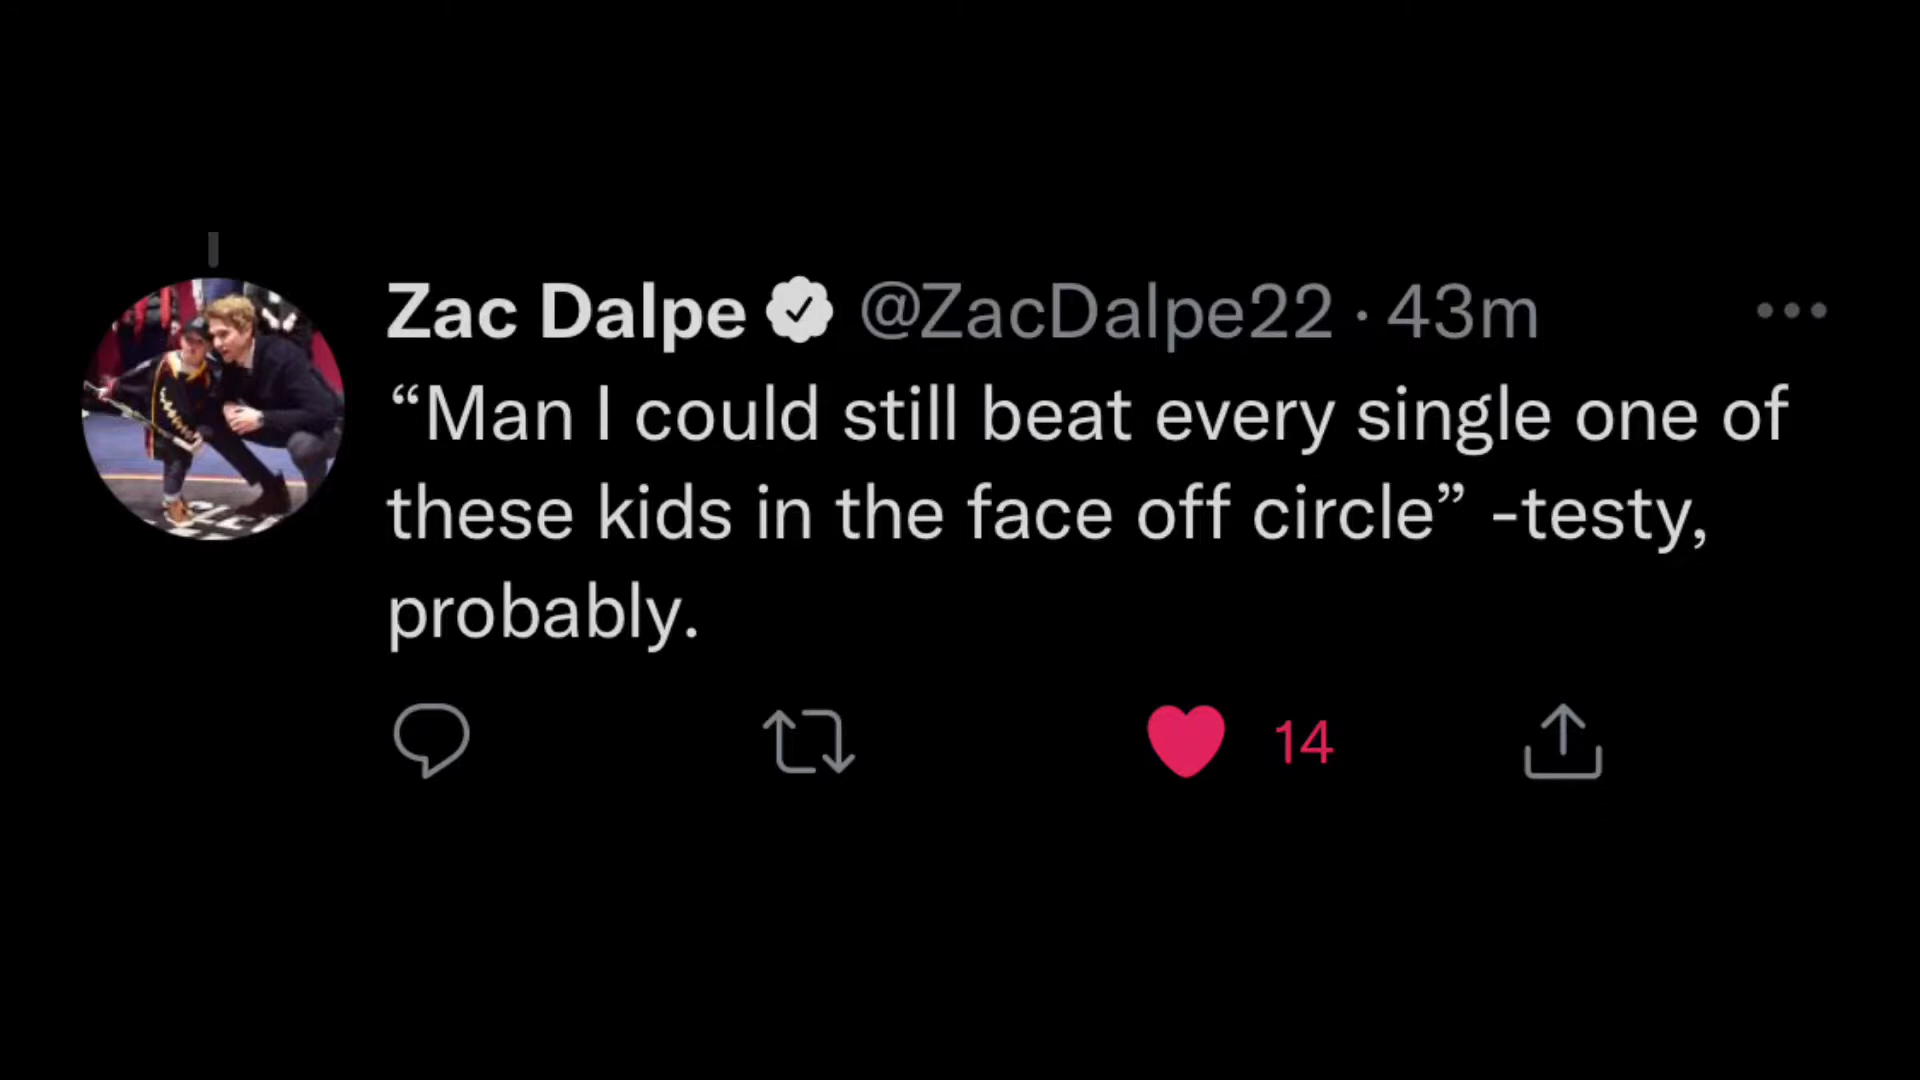 Zac Dalpe @ZacDalpe22 · 43m
“Man I could still beat every single one of
these kids in the face off circle” -testy,
probably.
14